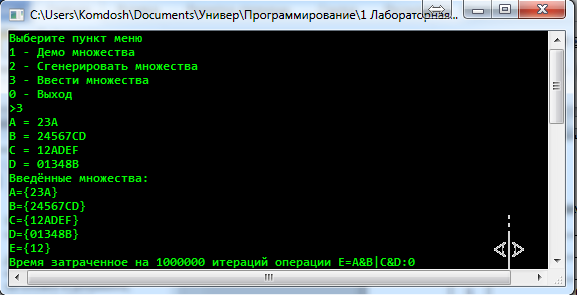 C:\Users\Komdosh\Documents\Универ\Программирование\1 Лабораторная...
Выберите пункт меню
1 - Демо множества
2 - Сгенерировать множества
3 - Ввести множества
0 - Выход
>3
A = 23A
B = 24567CD
C = 12ADEF
D = 01348B
Введённые множества:
A={23A}
B={24567CD}
C={12ADEF}
D={01348B}
E={12}
Время затраченное на 1000000 итераций операции E=A&B|C&D:0